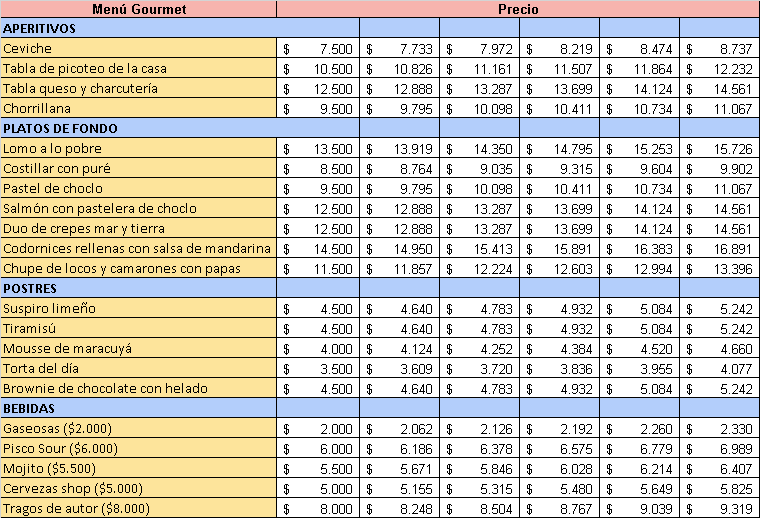 Menú Gourmet Precio
APERITIVOS
Ceviche $ 7.500 $ 7.733 $ 7.972 $ 8.219 $ 8.474 $ 8.737
Tabla de picoteo de la casa $ 10.500 $ 10.826 $ 11.161 $ 11.507 $ 11.864 $ 12.232
Tabla queso y charcutería $ 12.500 $ 12.888 $ 13.287 $ 13.699 $ 14.124 $ 14.561
Chorrillana $ 9.500 $ 9.795 $ 10.098 $ 10.411 $ 10.734 $ 11.067
PLATOS DE FONDO
Lomo a lo pobre $ 13.500 $ 13.919 $ 14.350 $ 14.795 $ 15.253 $ 15.726
Costillar con puré $ 8.500 $ 8.764 $ 9.035 $ 9.315 $ 9.604 $ 9.902
Pastel de choclo $ 9.500 $ 9.795 $ 10.098 $ 10.411 $ 10.734 $ 11.067
Salmón con pastelera de choclo $ 12.500 $ 12.888 $ 13.287 $ 13.699 $ 14.124 $ 14.561
Duo de crepes mar y tierra $ 12.500 $ 12.888 $ 13.287 $ 13.699 $ 14.124 $ 14.561
Codornices rellenas con salsa de mandarina $ 14.500 $ 14.950 $ 15.413 $ 15.891 $ 16.383 $ 16.891
Chupe de locos y camarones con papas $ 11.500 $ 11.857 $ 12.224 $ 12.603 $ 12.994 $ 13.396
POSTRES
Suspiro limeño $ 4.500 $ 4.640 $ 4.783 $ 4.932 $ 5.084 $ 5.242
Tiramisú $ 4.500 $ 4.640 $ 4.783 $ 4.932 $ 5.084 $ 5.242
Mousse de maracuyá $ 4.000 $ 4.124 $ 4.252 $ 4.384 $ 4.520 $ 4.660
Torta del día $ 3.500 $ 3.609 $ 3.720 $ 3.836 $ 3.955 $ 4.077
Brownie de chocolate con helado $ 4.500 $ 4.640 $ 4.783 $ 4.932 $ 5.084 $ 5.242
BEBIDAS
Gaseosas ($2.000) $ 2.000 $ 2.062 $ 2.126 $ 2.192 $ 2.260 $ 2.330
Pisco Sour ($6.000) $ 6.000 $ 6.186 $ 6.378 $ 6.575 $ 6.779 $ 6.989
Mojito ($5.500) $ 5.500 $ 5.671 $ 5.846 $ 6.028 $ 6.214 $ 6.407
Cervezas shop ($5.000) $ 5.000 $ 5.155 $ 5.315 $ 5.480 $ 5.649 $ 5.825
Tragos de autor ($8.000) $ 8.000 $ 8.248 $ 8.504 $ 8.767 $ 9.039 $ 9.319